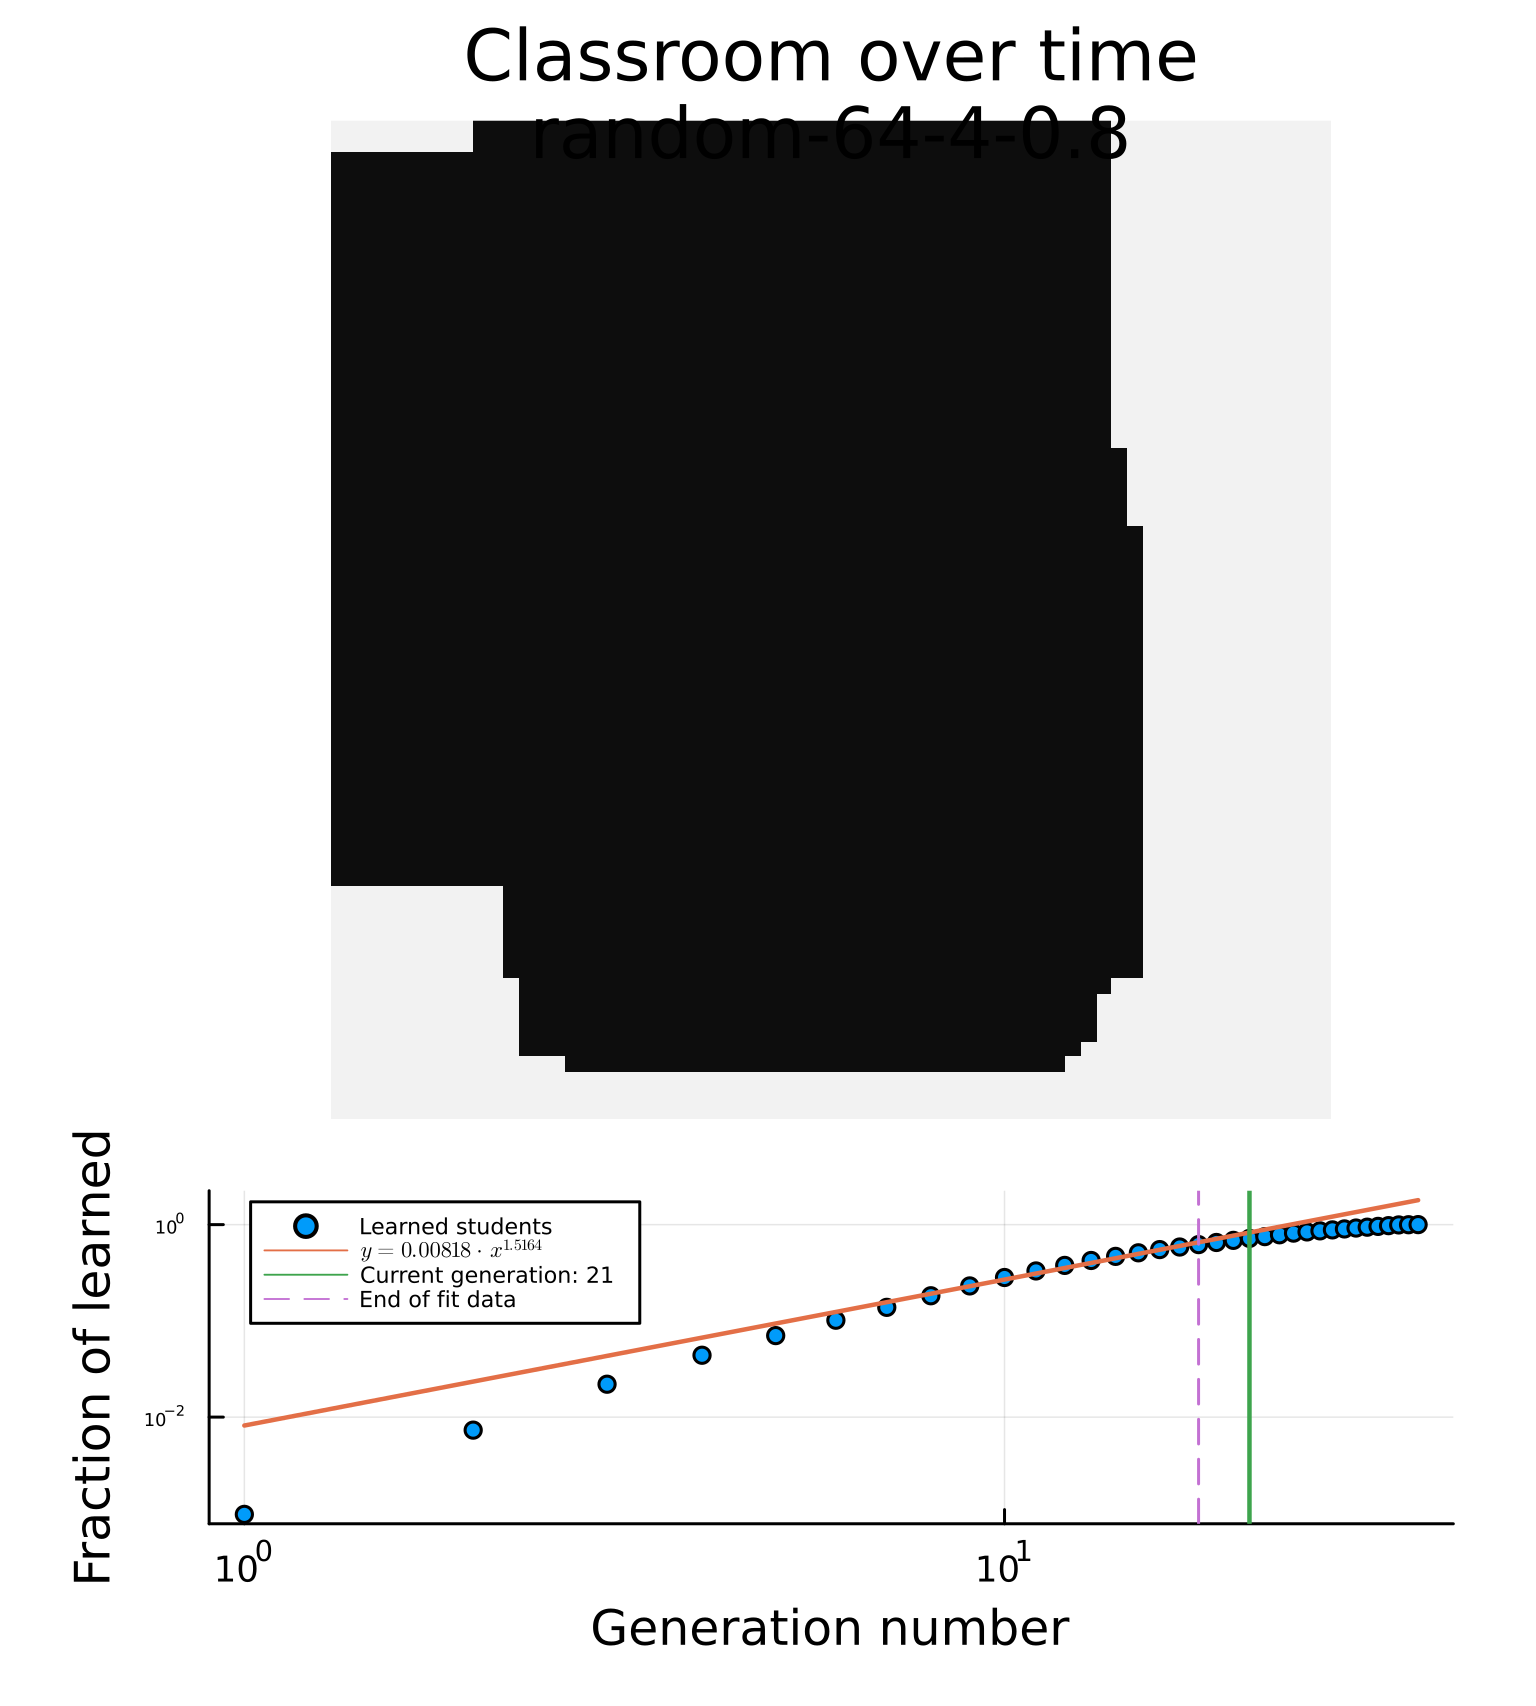 Classroom over time
random-64-4-0.8
Fraction of learned
10⁰
10⁻²
Learned students
y = 0.00818 · x^1.5164
Current generation: 21
End of fit data
10⁰
10¹
Generation number